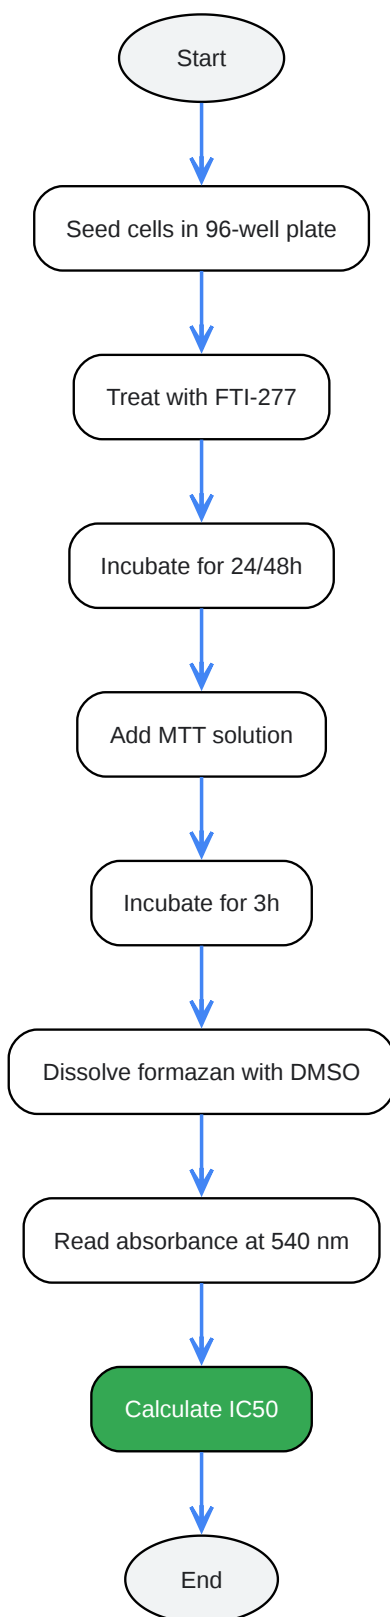 Start
Seed cells in 96-well plate
Treat with FTI-277
Incubate for 24/48h
Add MTT solution
Incubate for 3h
Dissolve formazan with DMSO
Read absorbance at 540 nm
Calculate IC50
End